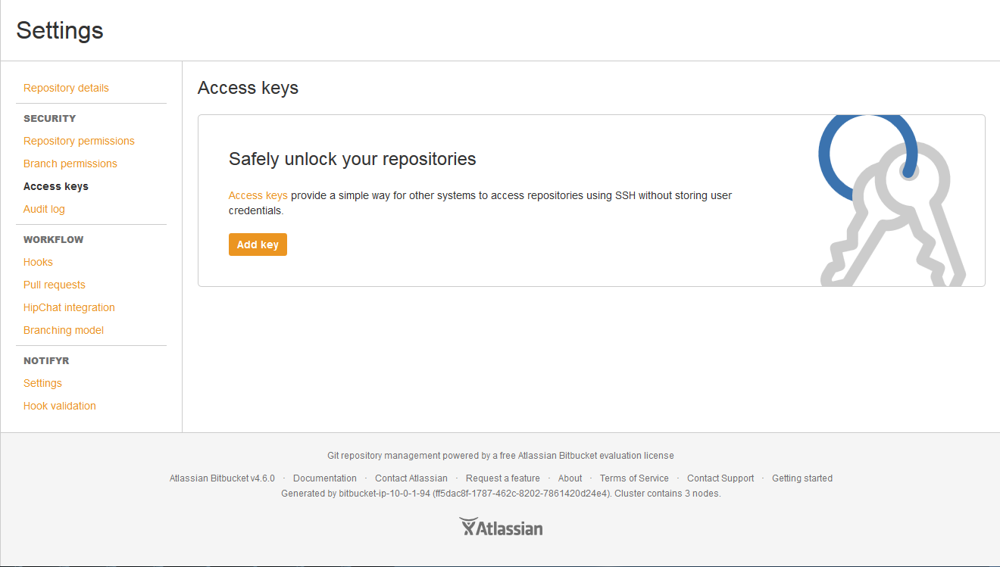 Settings
Repository details
SECURITY
Repository permissions
Branch permissions
Access keys
Audit log
WORKFLOW
Hooks
Pull requests
HipChat integration
Branching model
NOTIFYR
Settings
Hook validation
Access keys
Safely unlock your repositories
Access keys provide a simple way for other systems to access repositories using SSH without storing user
credentials.
Add key
Git repository management powered by a free Atlassian Bitbucket evaluation license
Atlassian Bitbucket v4.6.0 · Documentation · Contact Atlassian · Request a feature · About · Terms of Service · Contact Support · Getting started
Generated by bitbucket-ip-10-0-1-94 (ff5dac8f-1787-462c-8202-7861420d24e4). Cluster contains 3 nodes.
Atlassian